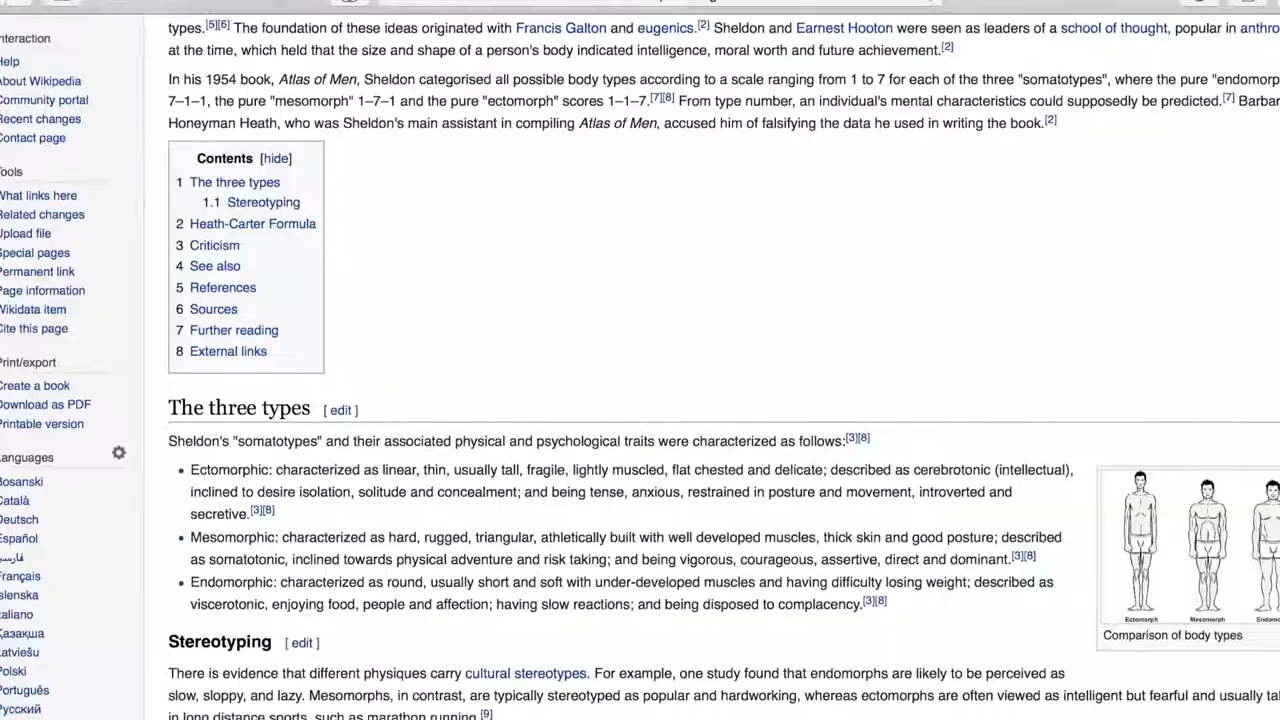 types.[5][6] The foundation of these ideas originated with Francis Galton and eugenics.[2] Sheldon and Earnest Hooton were seen as leaders of a school of thought, popular in anthro
at the time, which held that the size and shape of a person's body indicated intelligence, moral worth and future achievement.[2]
In his 1954 book, Atlas of Men, Sheldon categorised all possible body types according to a scale ranging from 1 to 7 for each of the three "somatotypes", where the pure "endomorp
7–1–1, the pure "mesomorph" 1–7–1 and the pure "ectomorph" scores 1–1–7.[7][8] From type number, an individual's mental characteristics could supposedly be predicted.[7] Barbar
Honeyman Heath, who was Sheldon's main assistant in compiling Atlas of Men, accused him of falsifying the data he used in writing the book.[2]
Contents [hide]
1 The three types
1.1 Stereotyping
2 Heath-Carter Formula
3 Criticism
4 See also
5 References
6 Sources
7 Further reading
8 External links
The three types [ edit ]
Sheldon's "somatotypes" and their associated physical and psychological traits were characterized as follows:[3][8]
• Ectomorphic: characterized as linear, thin, usually tall, fragile, lightly muscled, flat chested and delicate; described as cerebrotonic (intellectual),
inclined to desire isolation, solitude and concealment; and being tense, anxious, restrained in posture and movement, introverted and
secretive.[3][8]
• Mesomorphic: characterized as hard, rugged, triangular, athletically built with well developed muscles, thick skin and good posture; described
as somatotonic, inclined towards physical adventure and risk taking; and being vigorous, courageous, assertive, direct and dominant.[3][8]
• Endomorphic: characterized as round, usually short and soft with under-developed muscles and having difficulty losing weight; described as
viscerotonic, enjoying food, people and affection; having slow reactions; and being disposed to complacency.[3][8]
Ectomorph Mesomorph Endom
Comparison of body types
Stereotyping [ edit ]
There is evidence that different physiques carry cultural stereotypes. For example, one study found that endomorphs are likely to be perceived as
slow, sloppy, and lazy. Mesomorphs, in contrast, are typically stereotyped as popular and hardworking, whereas ectomorphs are often viewed as intelligent but fearful and usually ta
in long distance sports, such as marathon running.[9]
nteraction
Help
About Wikipedia
Community portal
Recent changes
Contact page
Tools
What links here
Related changes
Upload file
Special pages
Permanent link
Page information
Wikidata item
Cite this page
Print/export
Create a book
Download as PDF
Printable version
Languages
Bosanski
Català
Deutsch
Español
فارسی
Français
slenska
taliano
Қазақша
Latviešu
Polski
Português
Русский